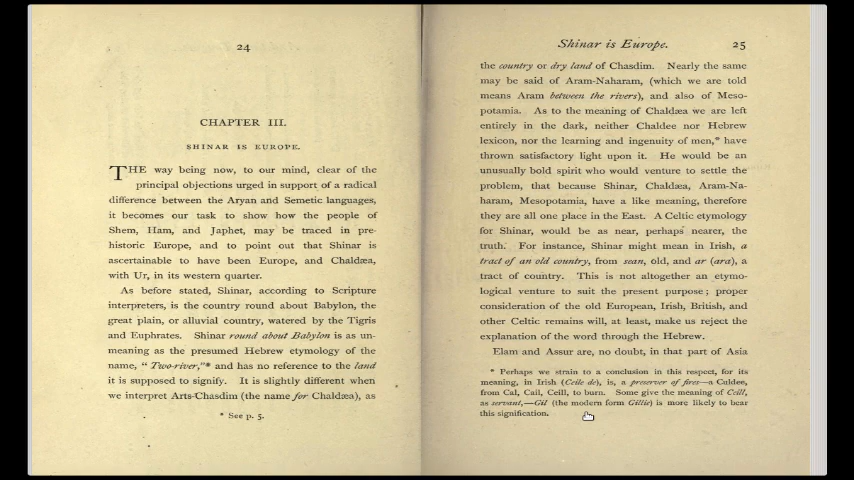 24
CHAPTER III.
SHINAR IS EUROPE.
THE way being now, to our mind, clear of the
principal objections urged in support of a radical
difference between the Aryan and Semetic languages,
it becomes our task to show how the people of
Shem, Ham, and Japhet, may be traced in pre-
historic Europe, and to point out that Shinar is
ascertainable to have been Europe, and Chaldæa,
with Ur, in its western quarter.
As before stated, Shinar, according to Scripture
interpreters, is the country round about Babylon, the
great plain, or alluvial country, watered by the Tigris
and Euphrates. Shinar round about Babylon is as un-
meaning as the presumed Hebrew etymology of the
name, “Two-river,”* and has no reference to the land
it is supposed to signify. It is slightly different when
we interpret Arts-Chasdim (the name for Chaldæa), as
* See p. 5.
Shinar is Europe. 25
the country or dry land of Chasdim. Nearly the same
may be said of Aram-Naharam, (which we are told
means Aram between the rivers), and also of Meso-
potamia. As to the meaning of Chaldæa we are left
entirely in the dark, neither Chaldee nor Hebrew
lexicon, nor the learning and ingenuity of men,* have
thrown satisfactory light upon it. He would be an
unusually bold spirit who would venture to settle the
problem, that because Shinar, Chaldæa, Aram-Na-
haram, Mesopotamia, have a like meaning, therefore
they are all one place in the East. A Celtic etymology
for Shinar, would be as near, perhaps nearer, the
truth. For instance, Shinar might mean in Irish, a
tract of an old country, from sean, old, and ar (ara), a
tract of country. This is not altogether an etymo-
logical venture to suit the present purpose; proper
consideration of the old European, Irish, British, and
other Celtic remains will, at least, make us reject the
explanation of the word through the Hebrew.
Elam and Assur are, no doubt, in that part of Asia
* Perhaps we strain to a conclusion in this respect, for its
meaning, in Irish (Ceile de), is, a preserver of fires—a Culdee,
from Cal, Cail, Ceill, to burn. Some give the meaning of Ceill,
as servant,—Gil (the modern form Gillie) is more likely to bear
this signification.